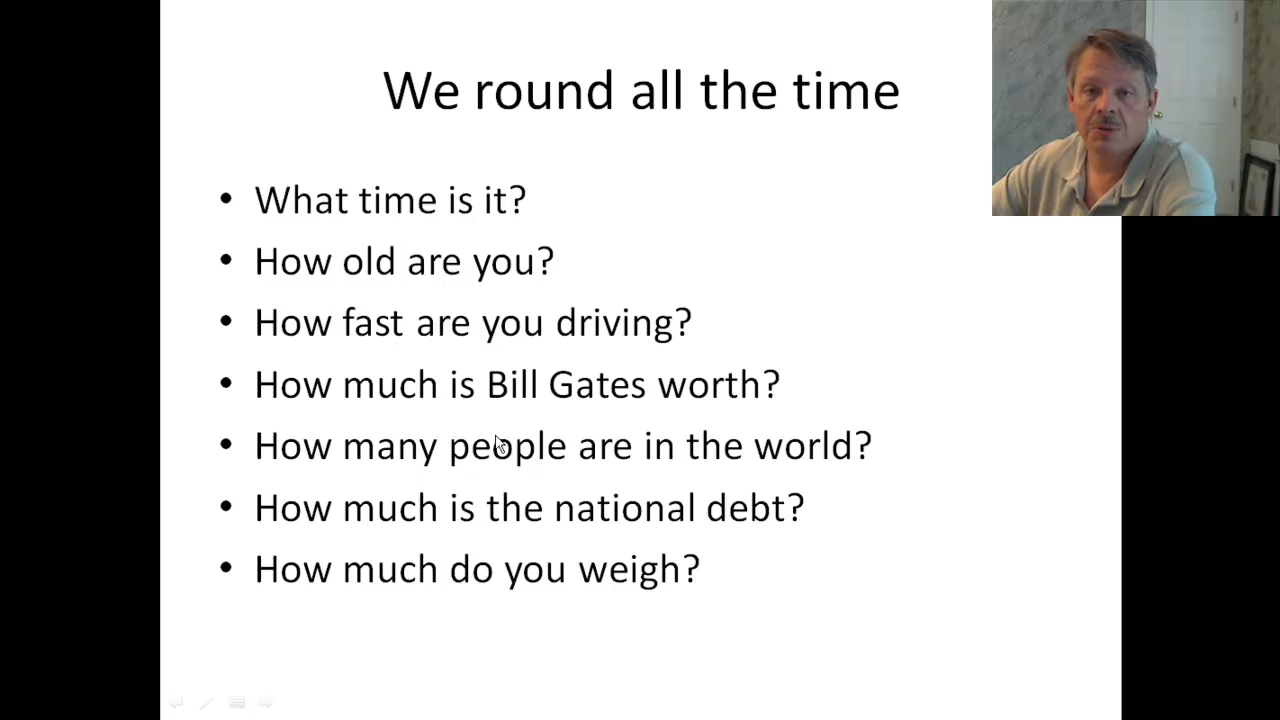 We round all the time
• What time is it?
• How old are you?
• How fast are you driving?
• How much is Bill Gates worth?
• How many people are in the world?
• How much is the national debt?
• How much do you weigh?